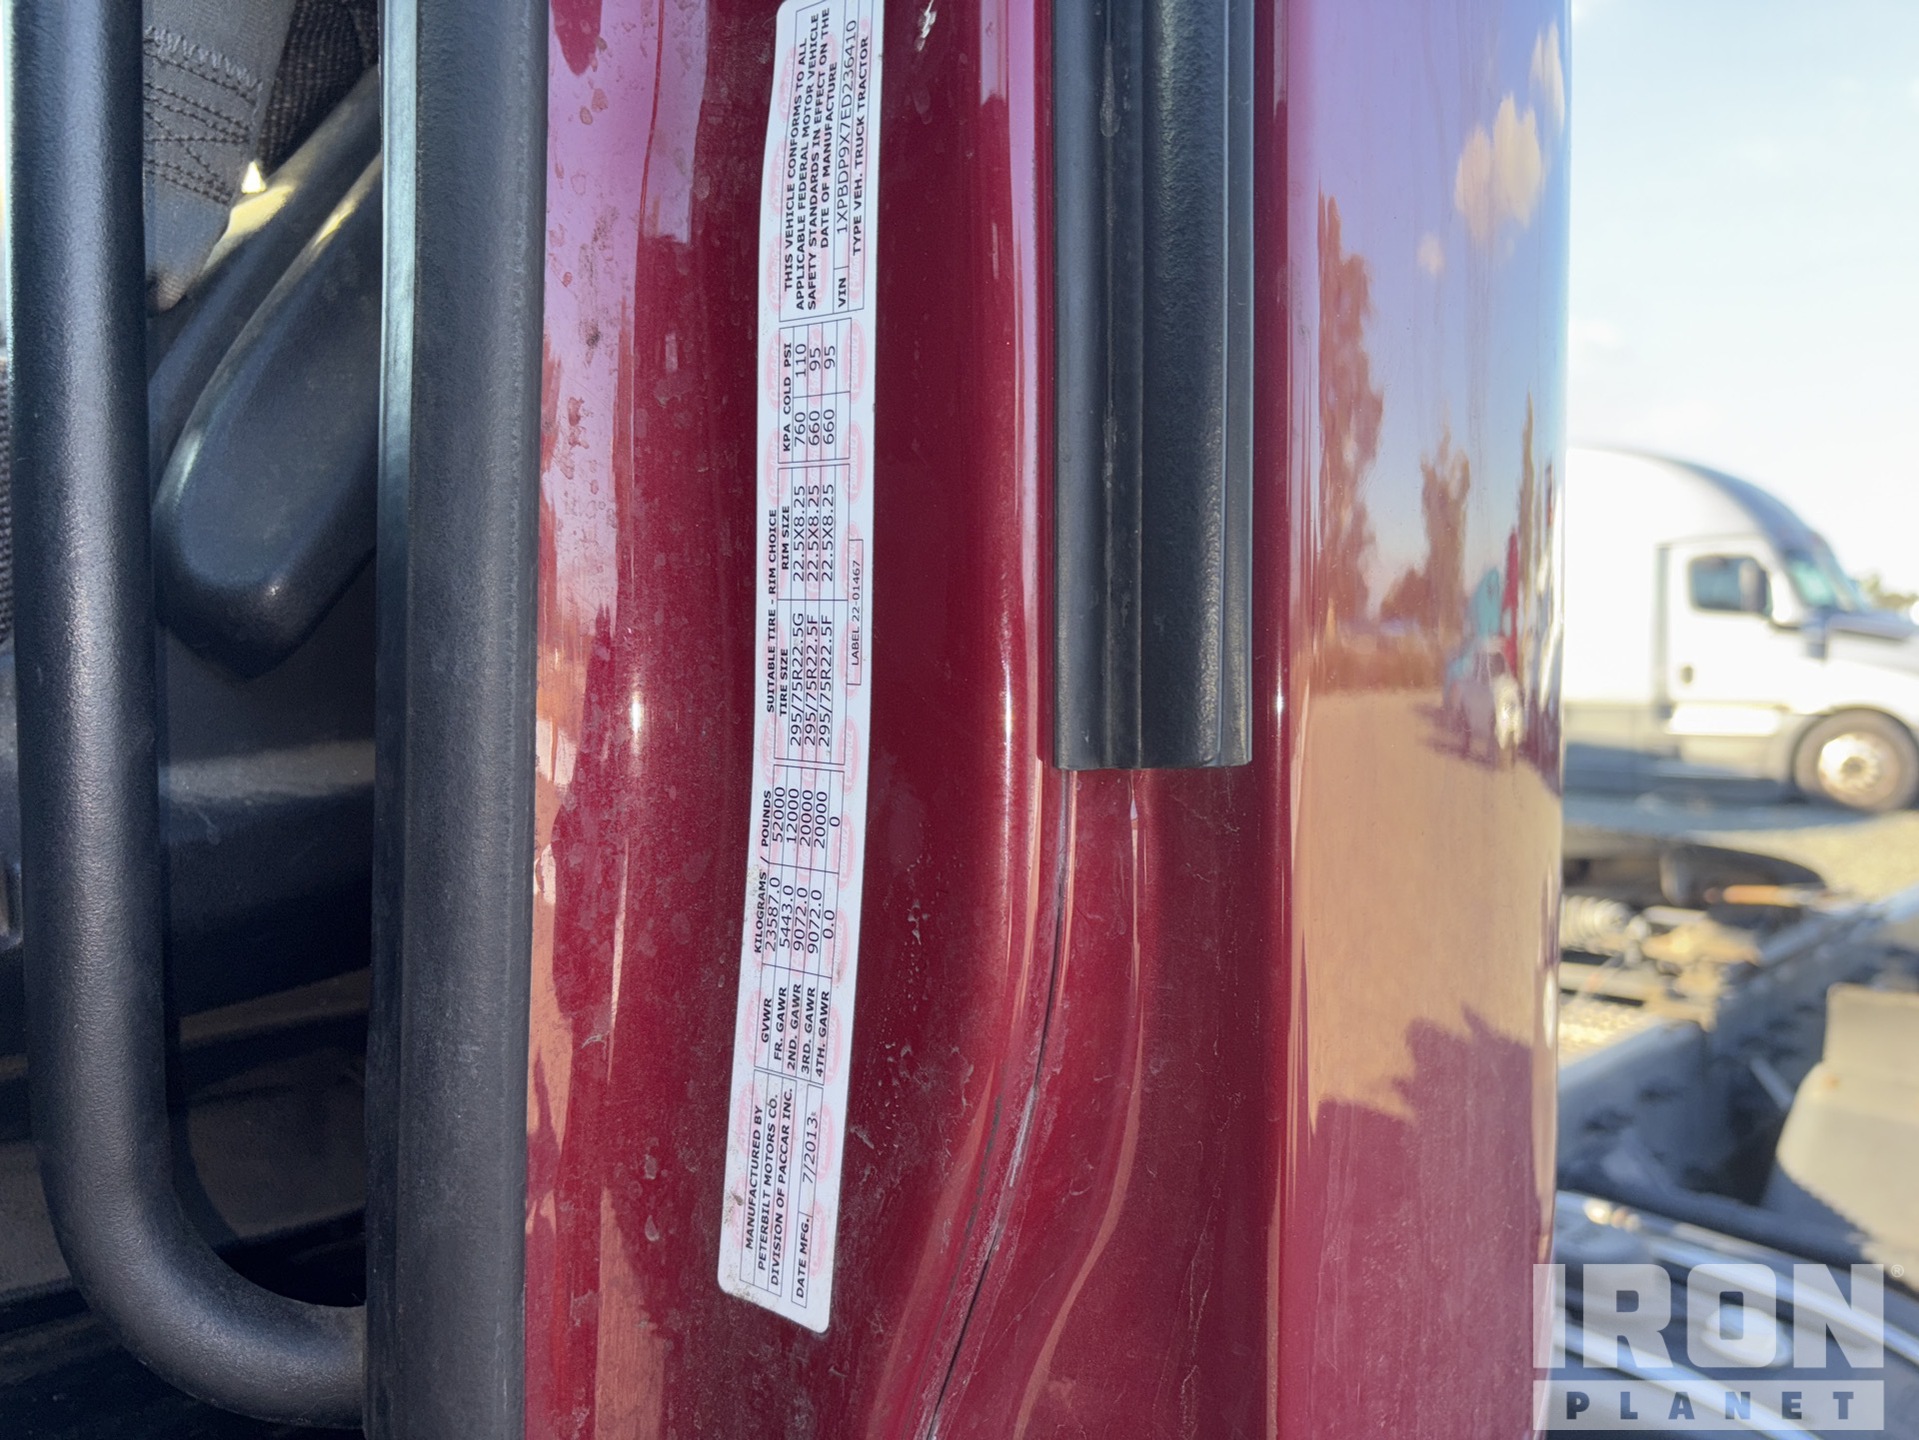 MANUFACTURED BY
PETERBILT MOTORS CO.
DIVISION OF PACCAR INC.
DATE MFG. 7/2013
KILOGRAMS / POUNDS
GVWR 23587.0 52000
FR. GAWR 5443.0 12000
2ND. GAWR 9072.0 20000
3RD. GAWR 9072.0 20000
4TH. GAWR 0.0 0
SUITABLE TIRE - RIM CHOICE
TIRE SIZE RIM SIZE KPA COLD PSI
295/75R22.5G 22.5X8.25 760 110
295/75R22.5F 22.5X8.25 660 95
295/75R22.5F 22.5X8.25 660 95
LABEL 22-01467
THIS VEHICLE CONFORMS TO ALL
APPLICABLE FEDERAL MOTOR VEHICLE
SAFETY STANDARDS IN EFFECT ON THE
DATE OF MANUFACTURE
VIN 1XPBDP9X7ED236410
TYPE VEH. TRUCK TRACTOR
IRON®
PLANET